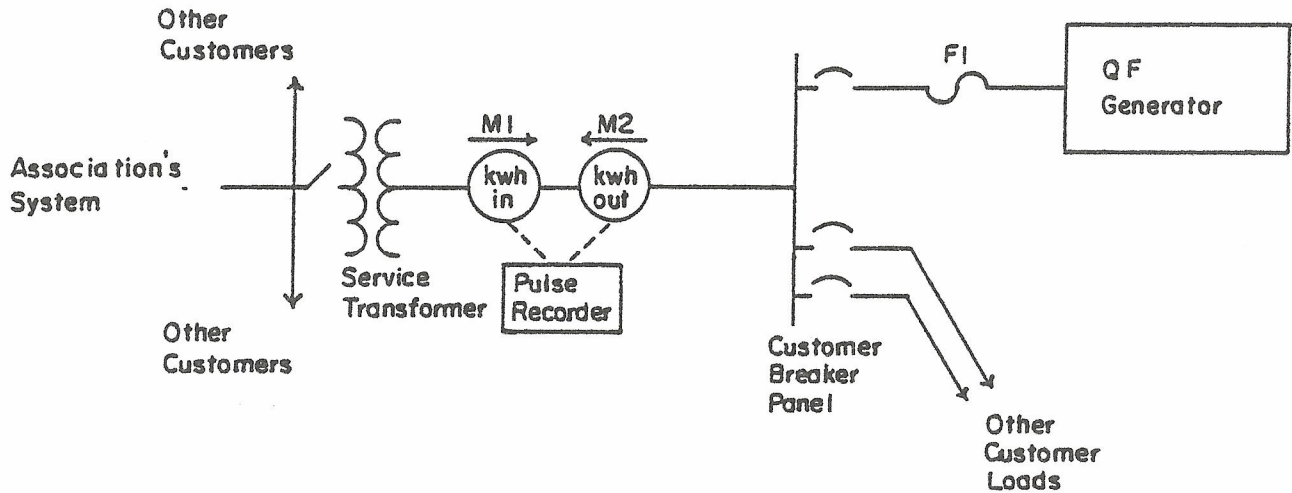 Other
Customers
Association's
System
Other
Customers
Service
Transformer
M1
kwh
in
M2
kwh
out
Pulse
Recorder
F1
QF
Generator
Customer
Breaker
Panel
Other
Customer
Loads